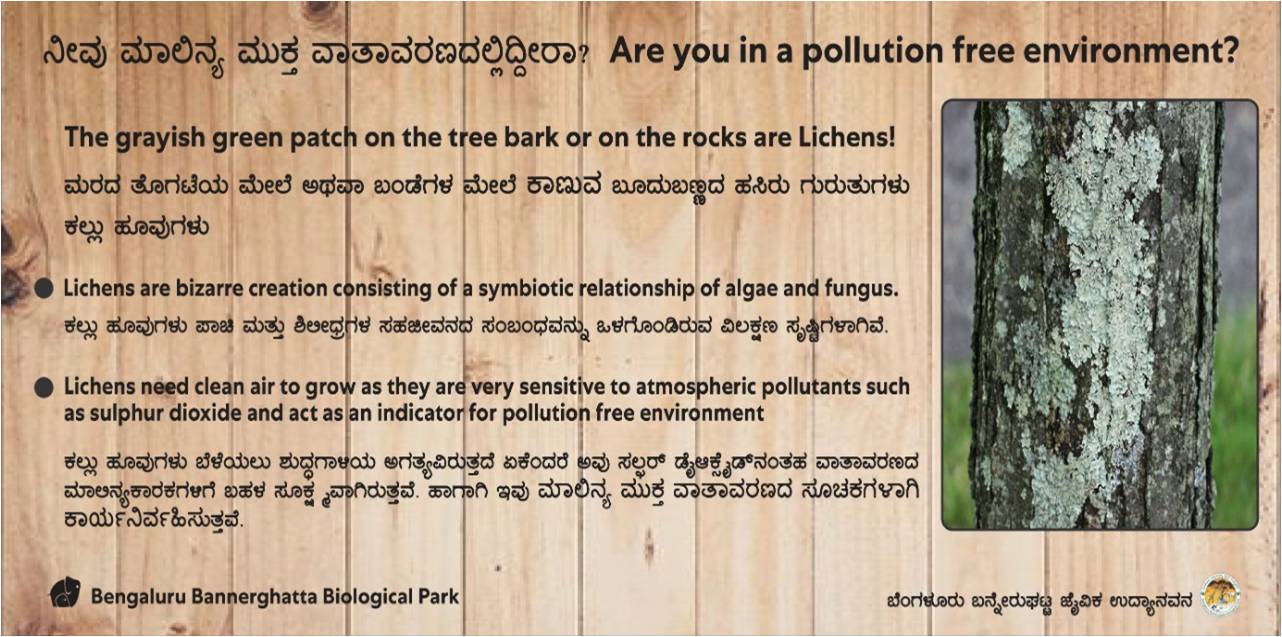 ನೀವು ಮಾಲಿನ್ಯ ಮುಕ್ತ ವಾತಾವರಣದಲ್ಲಿದ್ದೀರಾ? Are you in a pollution free environment?
The grayish green patch on the tree bark or on the rocks are Lichens!
ಮರದ ತೊಗಟೆಯ ಮೇಲೆ ಅಥವಾ ಬಂಡೆಗಳ ಮೇಲೆ ಕಾಣುವ ಬೂದುಬಣ್ಣದ ಹಸಿರು ಗುರುತುಗಳು
ಕಲ್ಲು ಹೂವುಗಳು
● Lichens are bizarre creation consisting of a symbiotic relationship of algae and fungus.
ಕಲ್ಲು ಹೂವುಗಳು ಪಾಚಿ ಮತ್ತು ಶಿಲೀಧ್ರಗಳ ಸಹಜೀವನದ ಸಂಬಂಧವನ್ನು ಒಳಗೊಂಡಿರುವ ವಿಲಕ್ಷಣ ಸೃಷ್ಟಿಗಳಾಗಿವೆ.
● Lichens need clean air to grow as they are very sensitive to atmospheric pollutants such
as sulphur dioxide and act as an indicator for pollution free environment
ಕಲ್ಲು ಹೂವುಗಳು ಬೆಳೆಯಲು ಶುದ್ಧಗಾಳಿಯ ಅಗತ್ಯವಿರುತ್ತದೆ ಏಕೆಂದರೆ ಅವು ಸಲ್ಫರ್ ಡೈಆಕ್ಸೈಡ್‌ನಂತಹ ವಾತಾವರಣದ
ಮಾಲಿನ್ಯಕಾರಕಗಳಿಗೆ ಬಹಳ ಸೂಕ್ಷ್ಮವಾಗಿರುತ್ತವೆ. ಹಾಗಾಗಿ ಇವು ಮಾಲಿನ್ಯ ಮುಕ್ತ ವಾತಾವರಣದ ಸೂಚಕಗಳಾಗಿ
ಕಾರ್ಯನಿರ್ವಹಿಸುತ್ತವೆ.
Bengaluru Bannerghatta Biological Park
ಬೆಂಗಳೂರು ಬನ್ನೇರುಘಟ್ಟ ಜೈವಿಕ ಉದ್ಯಾನವನ